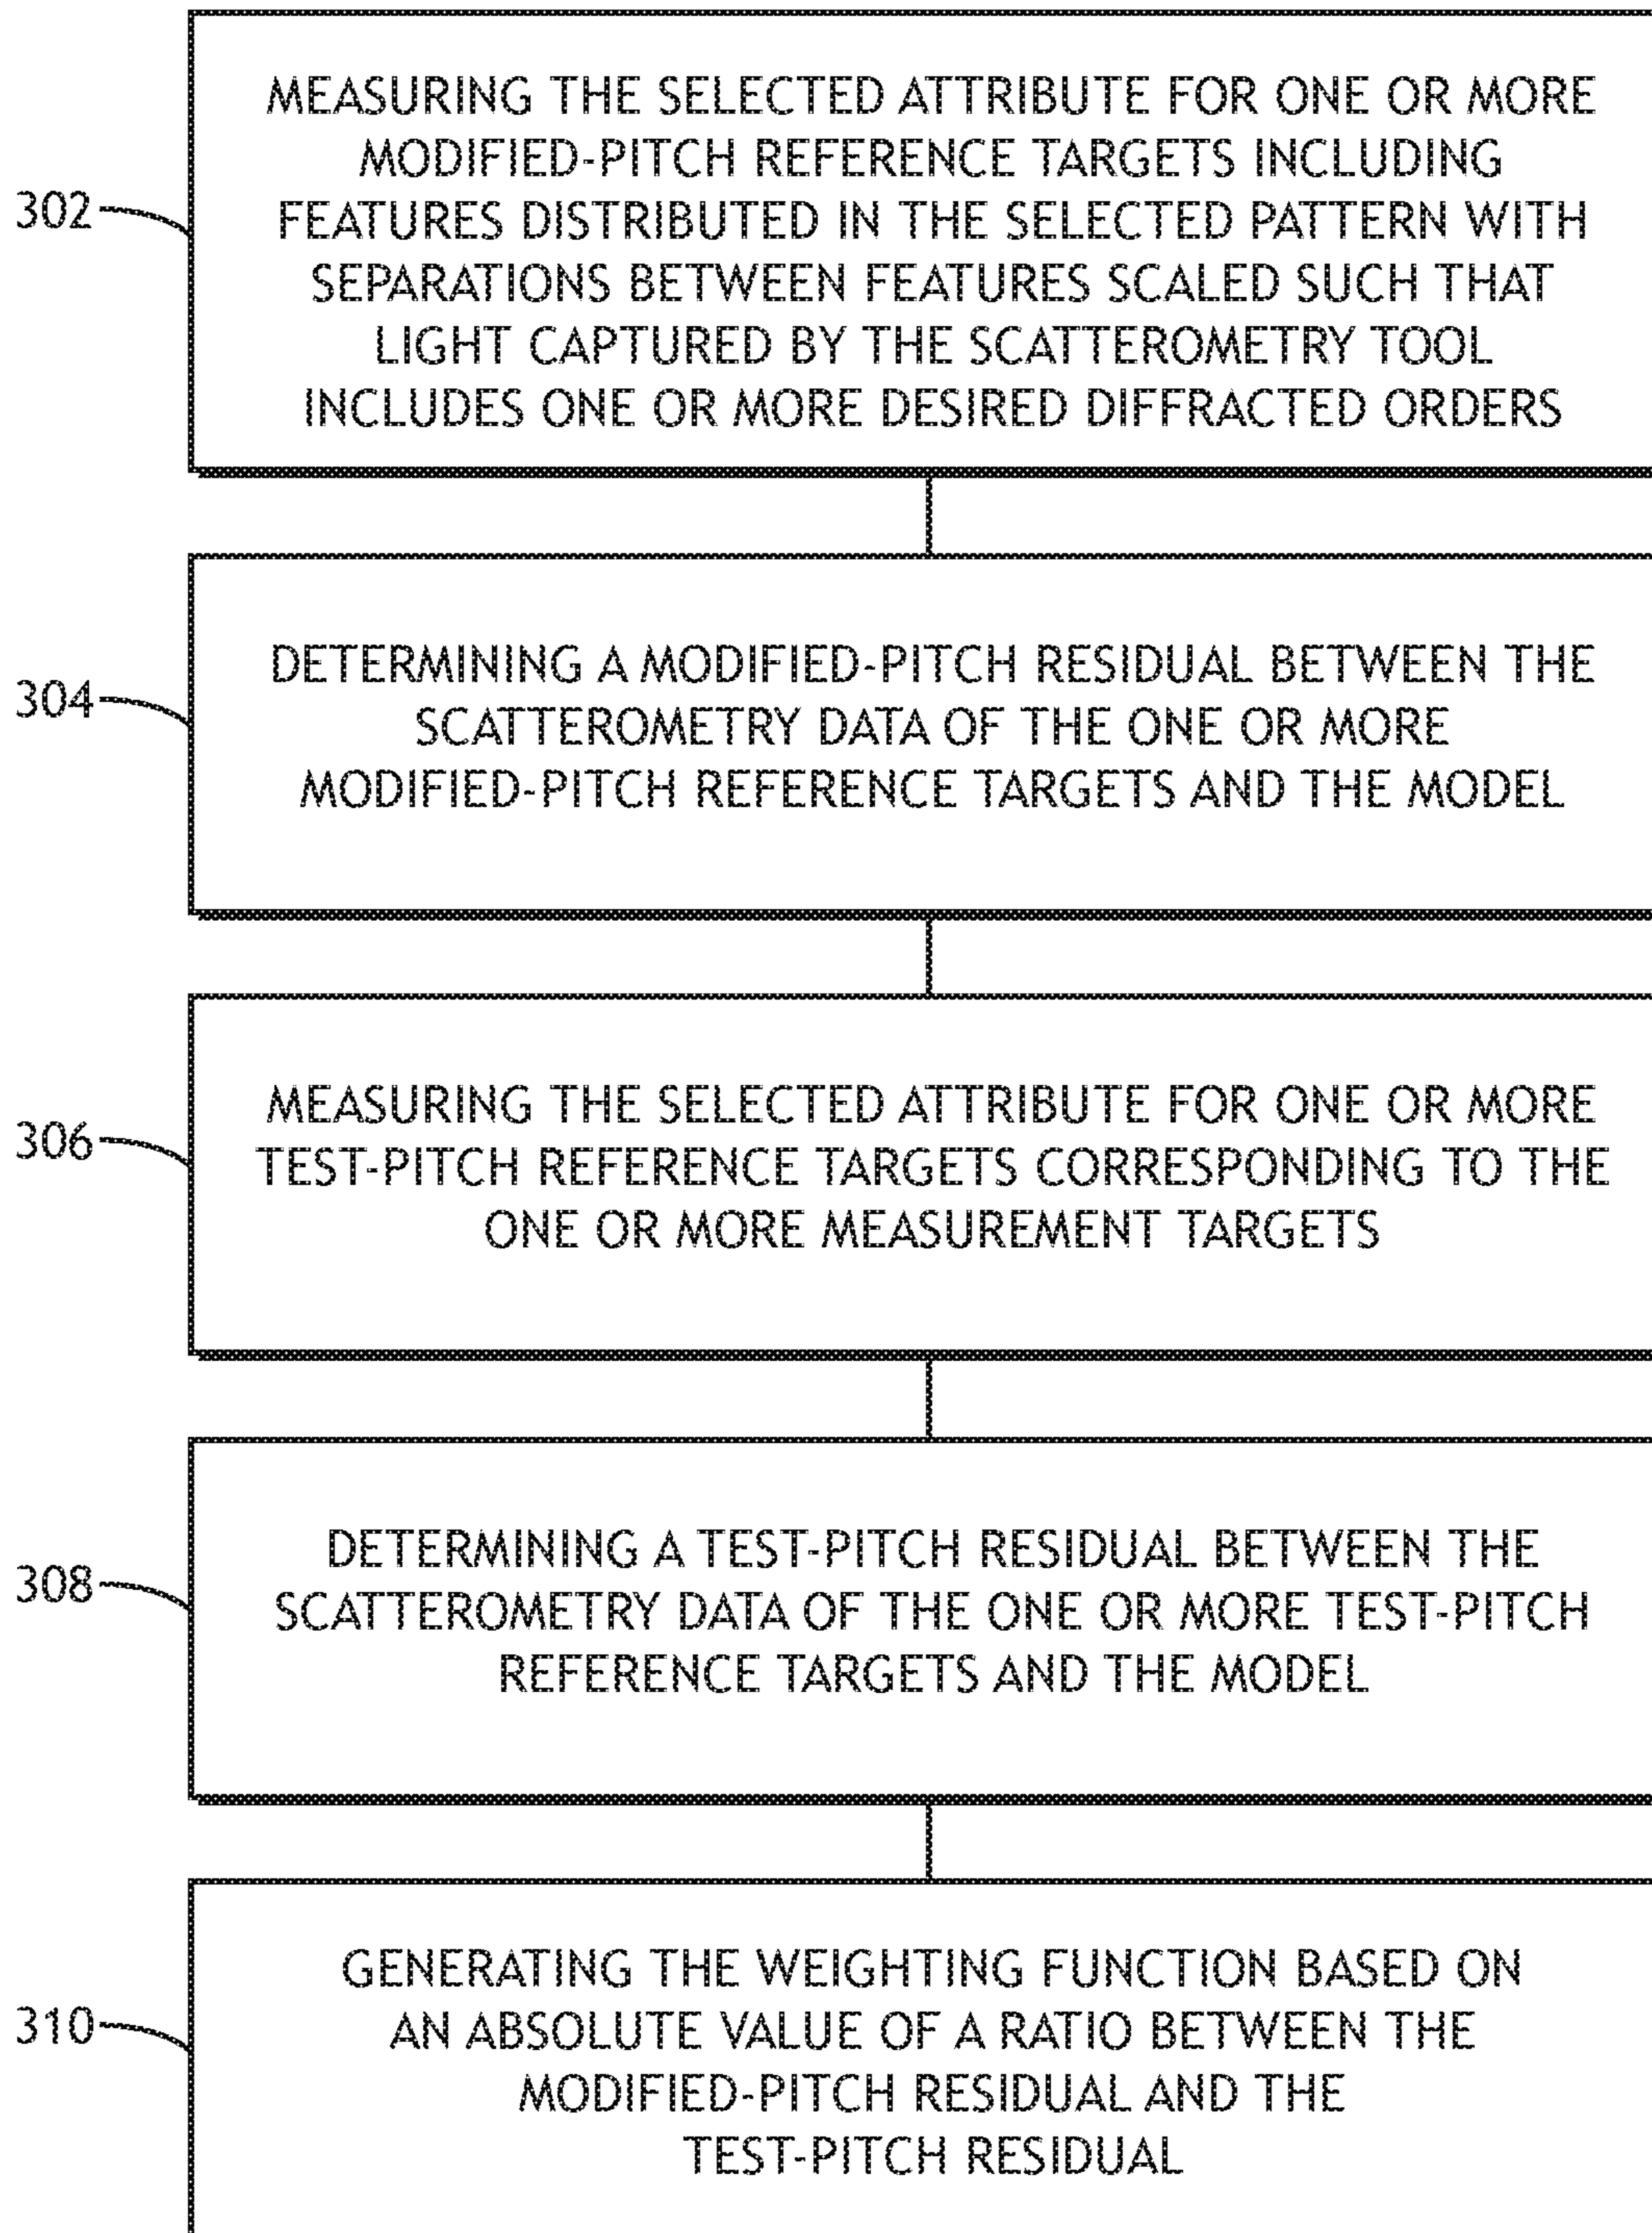 MEASURING THE SELECTED ATTRIBUTE FOR ONE OR MORE
MODIFIED-PITCH REFERENCE TARGETS INCLUDING
302
FEATURES DISTRIBUTED IN THE SELECTED PATTERN WITH
SEPARATIONS BETWEEN FEATURES SCALED SUCH THAT
LIGHT CAPTURED BY THE SCATTEROMETRY TOOL
INCLUDES ONE OR MORE DESIRED DIFFRACTED ORDERS
DETERMINING A MODIFIED-PITCH RESIDUAL BETWEEN THE
304
SCATTEROMETRY DATA OF THE ONE OR MORE
MODIFIED-PITCH REFERENCE TARGETS AND THE MODEL
MEASURING THE SELECTED ATTRIBUTE FOR ONE OR MORE
306
TEST-PITCH REFERENCE TARGETS CORRESPONDING TO THE
ONE OR MORE MEASUREMENT TARGETS
DETERMINING A TEST-PITCH RESIDUAL BETWEEN THE
308
SCATTEROMETRY DATA OF THE ONE OR MORE TEST-PITCH
REFERENCE TARGETS AND THE MODEL
GENERATING THE WEIGHTING FUNCTION BASED ON
310
AN ABSOLUTE VALUE OF A RATIO BETWEEN THE
MODIFIED-PITCH RESIDUAL AND THE
TEST-PITCH RESIDUAL